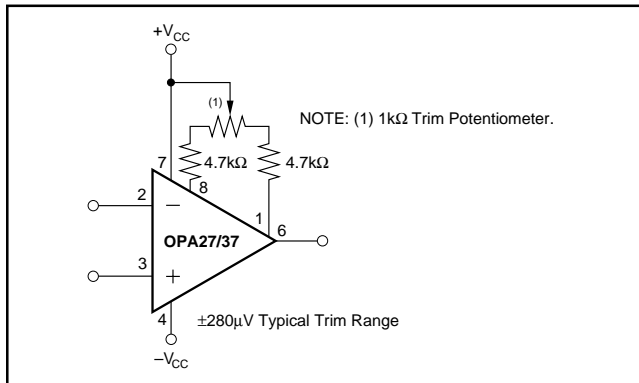 +VCC
(1)
NOTE: (1) 1kΩ Trim Potentiometer.
4.7kΩ
4.7kΩ
7
8
2
−
1
6
OPA27/37
3
+
4
±280µV Typical Trim Range
−VCC